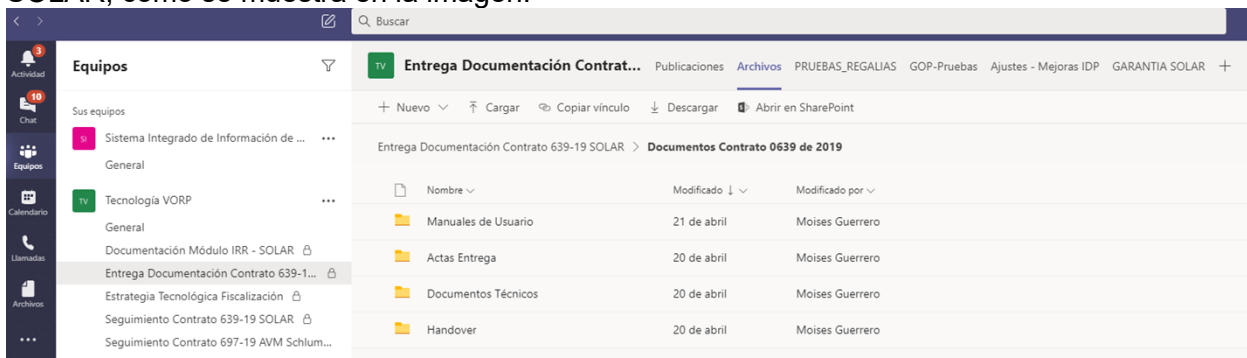 SOLAR, como se muestra en la imagen.
Buscar
3
Actividad
10
Chat
Equipos
Calendario
Llamadas
Archivos
Equipos
Sus equipos
SI Sistema Integrado de Información de ... ...
General
TV Tecnología VORP ...
General
Documentación Módulo IRR - SOLAR
Entrega Documentación Contrato 639-1...
Estrategia Tecnológica Fiscalización
Seguimiento Contrato 639-19 SOLAR
Seguimiento Contrato 697-19 AVM Schlum...
TV Entrega Documentación Contrat... Publicaciones Archivos PRUEBAS_REGALIAS GOP-Pruebas Ajustes - Mejoras IDP GARANTIA SOLAR +
+ Nuevo Cargar Copiar vínculo Descargar Abrir en SharePoint
Entrega Documentación Contrato 639-19 SOLAR > Documentos Contrato 0639 de 2019
Nombre Modificado ↓ Modificado por
Manuales de Usuario 21 de abril Moises Guerrero
Actas Entrega 20 de abril Moises Guerrero
Documentos Técnicos 20 de abril Moises Guerrero
Handover 20 de abril Moises Guerrero